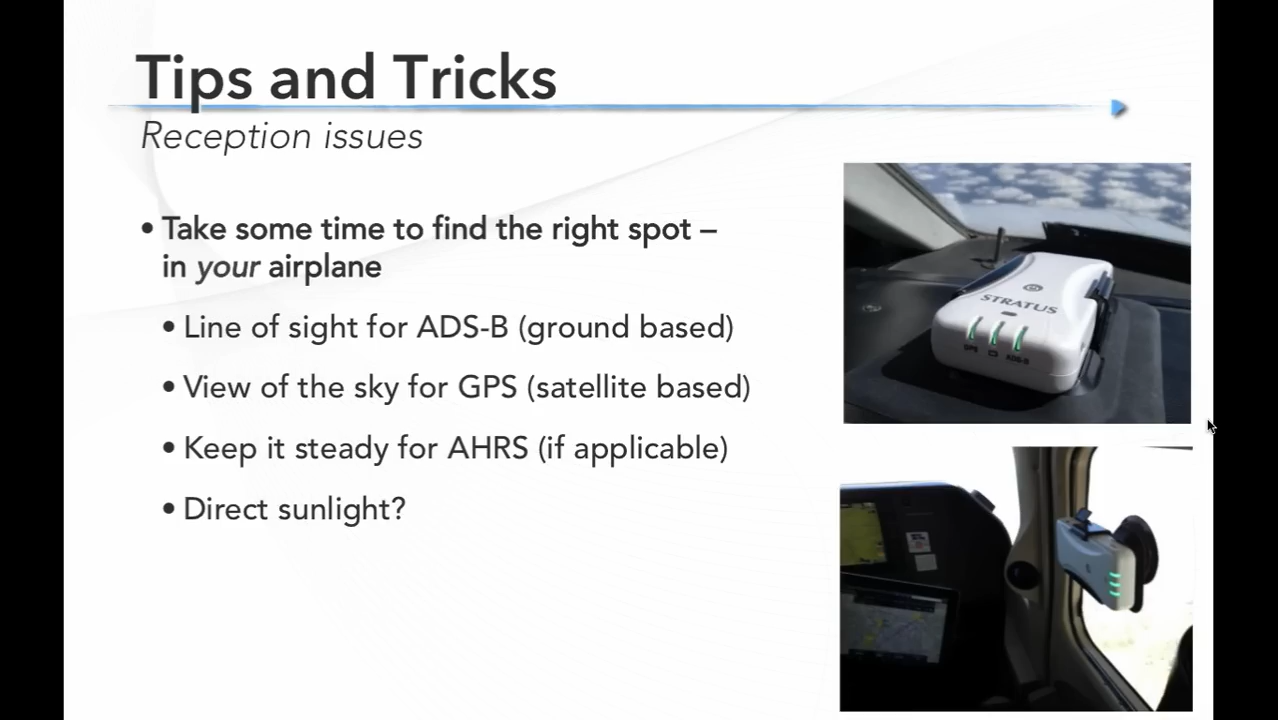 Tips and Tricks
Reception issues
• Take some time to find the right spot –
in your airplane
• Line of sight for ADS-B (ground based)
• View of the sky for GPS (satellite based)
• Keep it steady for AHRS (if applicable)
• Direct sunlight?
STRATUS
GPS ADS-B